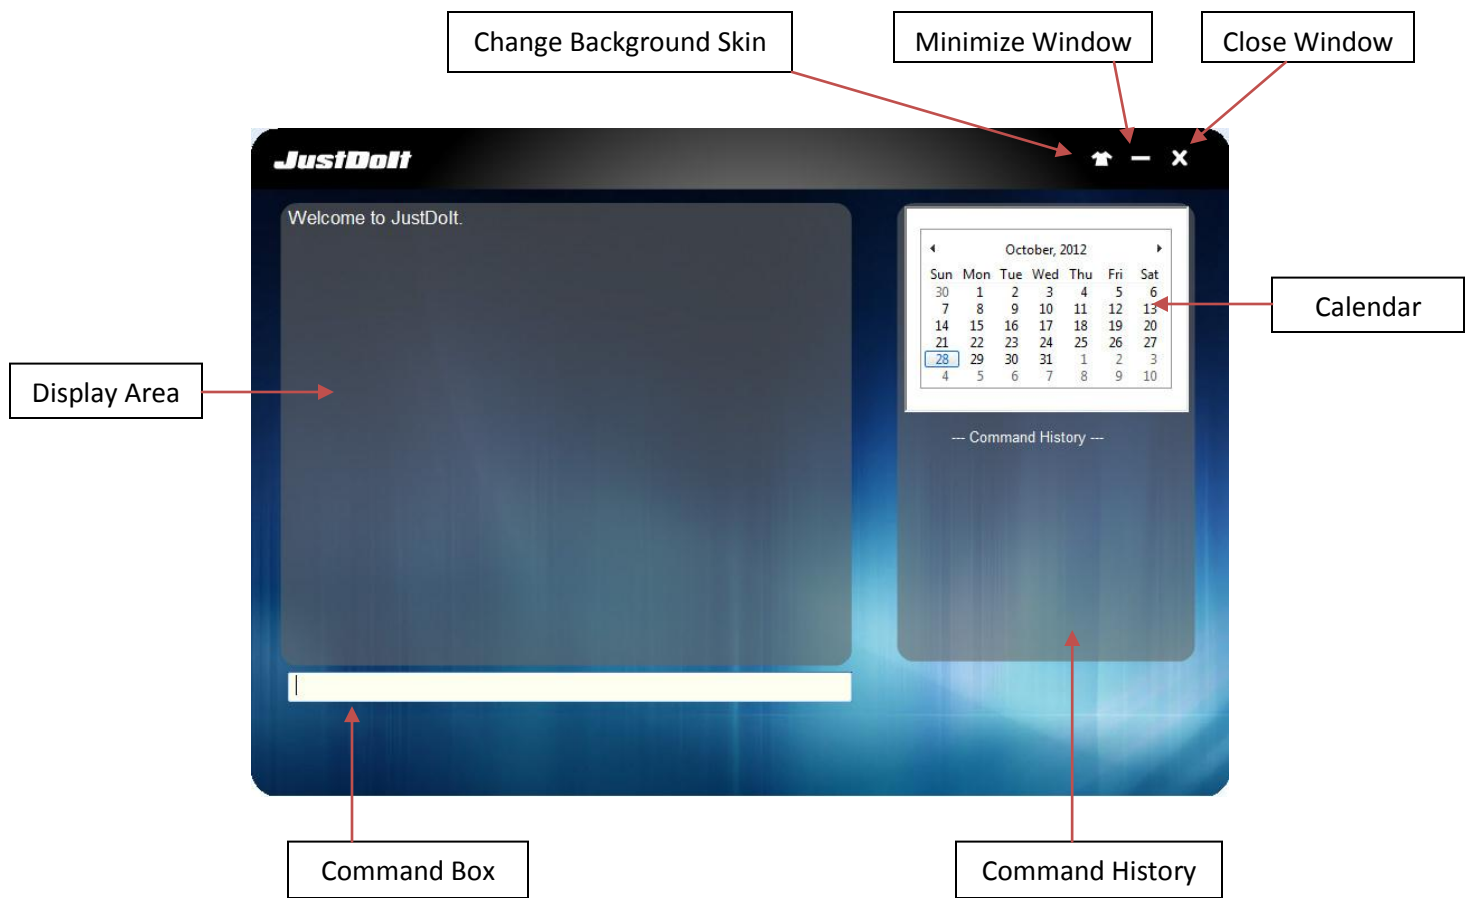 Change Background Skin
Minimize Window
Close Window
JustDoIt
Welcome to JustDoIt.
October, 2012
Sun Mon Tue Wed Thu Fri Sat
30 1 2 3 4 5 6
7 8 9 10 11 12 13
14 15 16 17 18 19 20
21 22 23 24 25 26 27
28 29 30 31 1 2 3
4 5 6 7 8 9 10
Calendar
Display Area
--- Command History ---
Command Box
Command History